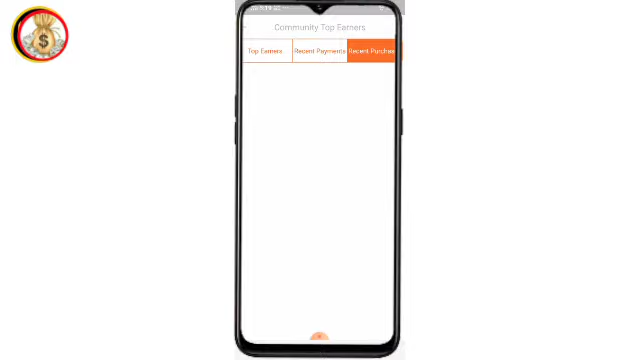 Community Top Earners
Top Earners
Recent Payments
Recent Purchas
$